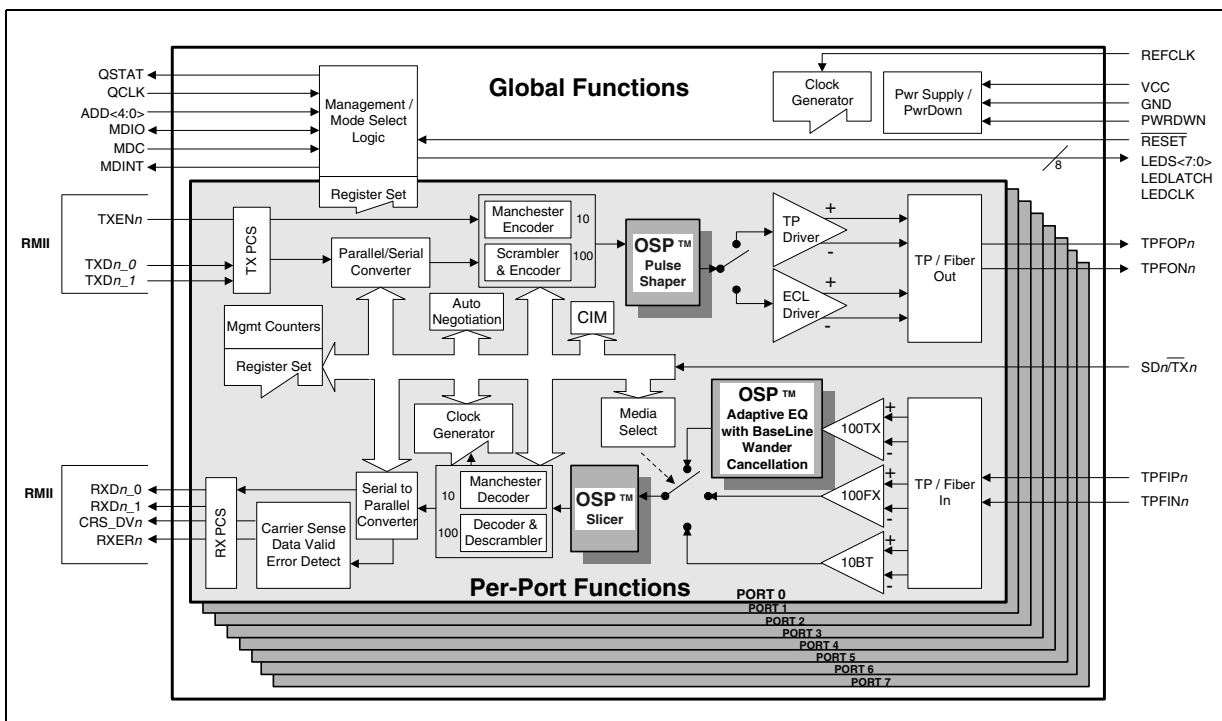 Global Functions
QSTAT
QCLK
ADD<4:0>
MDIO
MDC
MDINT
Management /
Mode Select
Logic
Register Set
Clock
Generator
Pwr Supply /
PwrDown
REFCLK
VCC
GND
PWRDWN
RESET
8
LEDS<7:0>
LEDLATCH
LEDCLK
RMII
TXENn
TXDn_0
TXDn_1
TX PCS
Parallel/Serial
Converter
Manchester
Encoder
10
Scrambler
& Encoder
100
OSP™
Pulse
Shaper
TP
Driver
+
-
ECL
Driver
+
-
TP / Fiber
Out
TPFOPn
TPFONn
Mgmt Counters
Register Set
Auto
Negotiation
CIM
SDn/TXn
Clock
Generator
Media
Select
OSP™
Adaptive EQ
with BaseLine
Wander
Cancellation
100TX
+
-
100FX
+
-
10BT
+
-
TP / Fiber
In
TPFIPn
TPFINn
RMII
RXDn_0
RXDn_1
CRS_DVn
RXERn
RX PCS
Carrier Sense
Data Valid
Error Detect
Serial to
Parallel
Converter
10
Manchester
Decoder
100
Decoder &
Descrambler
OSP™
Slicer
Per-Port Functions
PORT 0
PORT 1
PORT 2
PORT 3
PORT 4
PORT 5
PORT 6
PORT 7